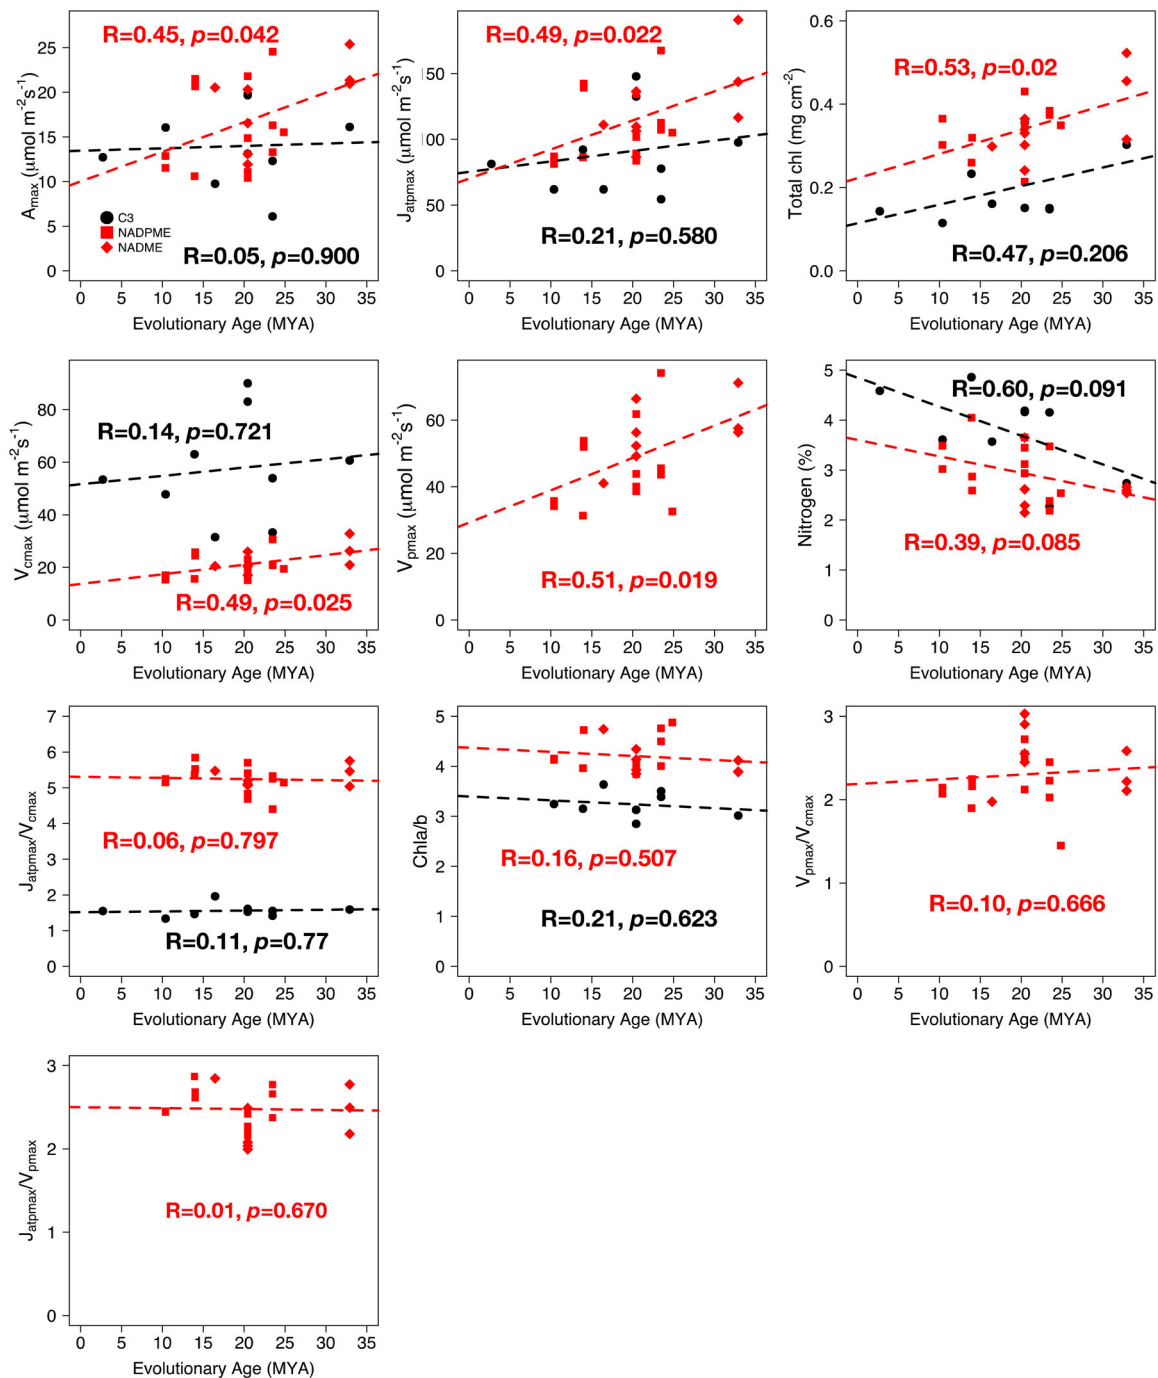 R=0.45, p=0.042
A_max (μmol m⁻²s⁻¹)
25
20
15
10
5
0
C3
NADPME
NADME
R=0.05, p=0.900
0 5 10 15 20 25 30 35
Evolutionary Age (MYA)
R=0.49, p=0.022
J_atpmax (μmol m⁻²s⁻¹)
50
100
50
0
R=0.21, p=0.580
0 5 10 15 20 25 30 35
Evolutionary Age (MYA)
R=0.53, p=0.02
Total chl (mg cm⁻²)
0.6
0.4
0.2
0.0
R=0.47, p=0.206
0 5 10 15 20 25 30 35
Evolutionary Age (MYA)
V_cmax (μmol m⁻²s⁻¹)
80
60
40
20
0
R=0.14, p=0.721
R=0.49, p=0.025
0 5 10 15 20 25 30 35
Evolutionary Age (MYA)
V_pmax (μmol m⁻²s⁻¹)
60
40
20
0
R=0.51, p=0.019
0 5 10 15 20 25 30 35
Evolutionary Age (MYA)
Nitrogen (%)
5
4
3
2
1
0
R=0.60, p=0.091
R=0.39, p=0.085
0 5 10 15 20 25 30 35
Evolutionary Age (MYA)
J_atpmax/V_cmax
7
6
5
4
3
2
1
0
R=0.06, p=0.797
R=0.11, p=0.77
0 5 10 15 20 25 30 35
Evolutionary Age (MYA)
Chla/b
5
4
3
2
1
0
R=0.16, p=0.507
R=0.21, p=0.623
0 5 10 15 20 25 30 35
Evolutionary Age (MYA)
V_pmax/V_cmax
3
2
1
0
R=0.10, p=0.666
0 5 10 15 20 25 30 35
Evolutionary Age (MYA)
J_atpmax/V_pmax
3
2
1
0
R=0.01, p=0.670
0 5 10 15 20 25 30 35
Evolutionary Age (MYA)